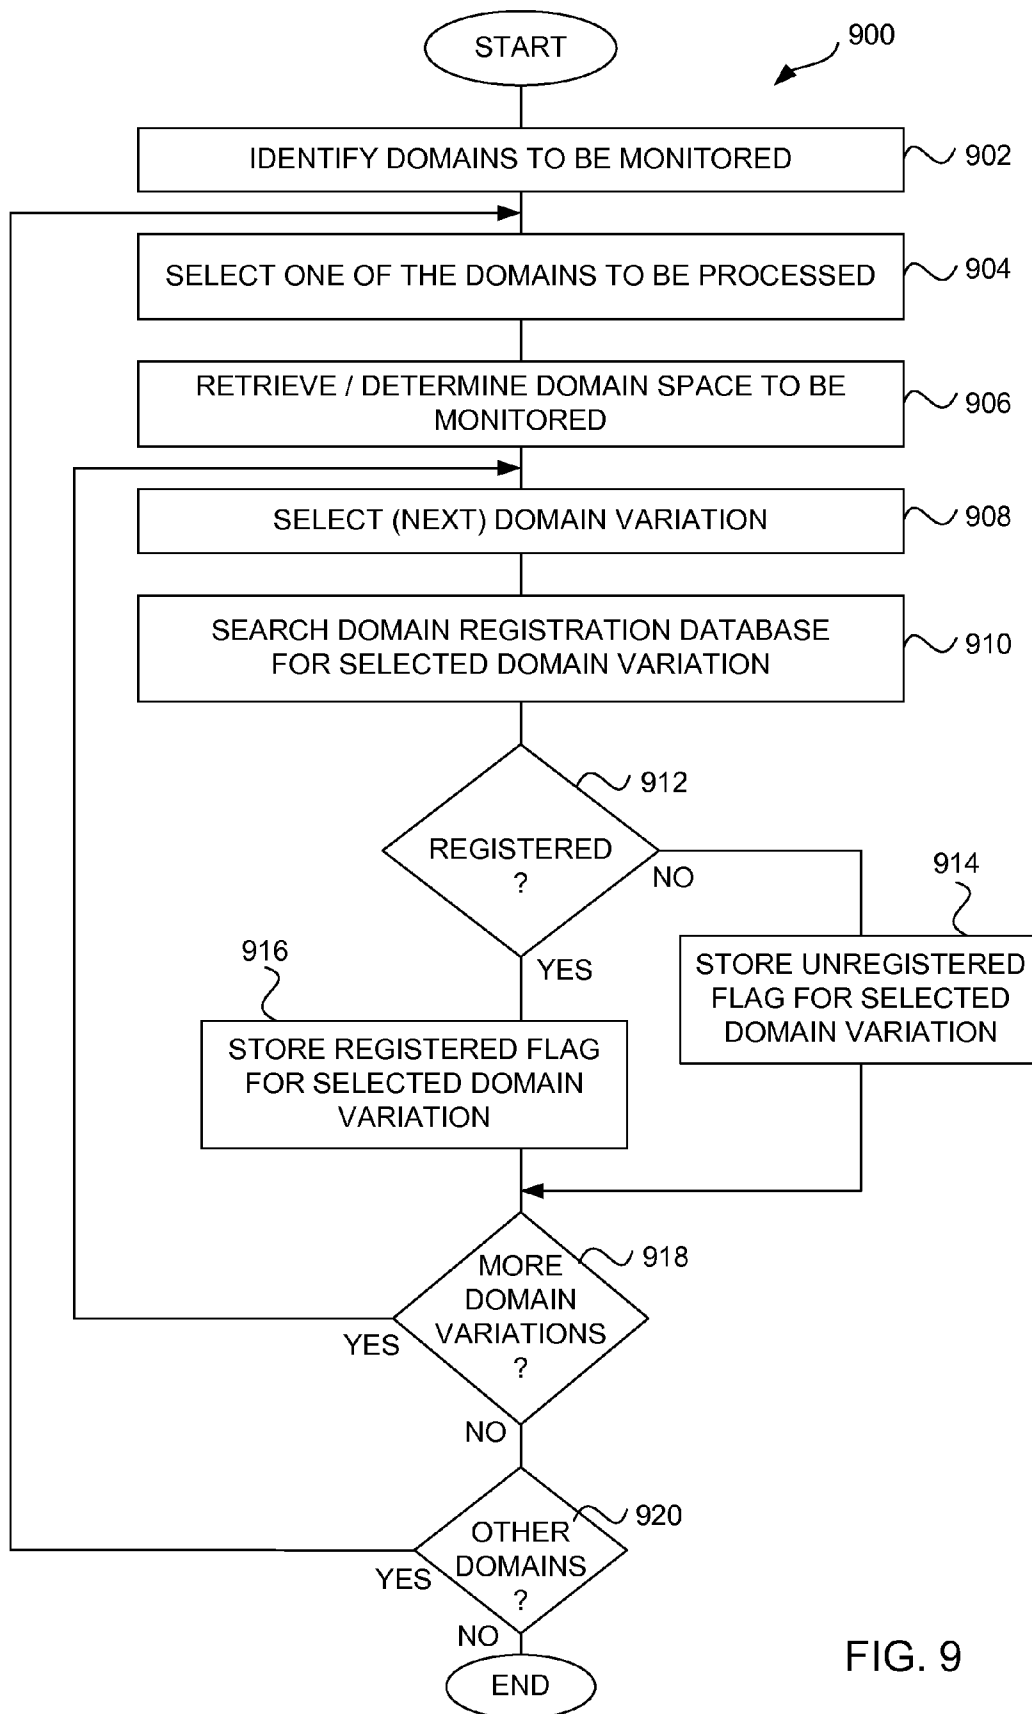 START
900
IDENTIFY DOMAINS TO BE MONITORED
902
SELECT ONE OF THE DOMAINS TO BE PROCESSED
904
RETRIEVE / DETERMINE DOMAIN SPACE TO BE
MONITORED
906
SELECT (NEXT) DOMAIN VARIATION
908
SEARCH DOMAIN REGISTRATION DATABASE
FOR SELECTED DOMAIN VARIATION
910
912
REGISTERED
?
NO
YES
914
STORE UNREGISTERED
FLAG FOR SELECTED
DOMAIN VARIATION
916
STORE REGISTERED FLAG
FOR SELECTED DOMAIN
VARIATION
918
MORE
DOMAIN
VARIATIONS
?
YES
NO
920
OTHER
DOMAINS
?
YES
NO
END
FIG. 9